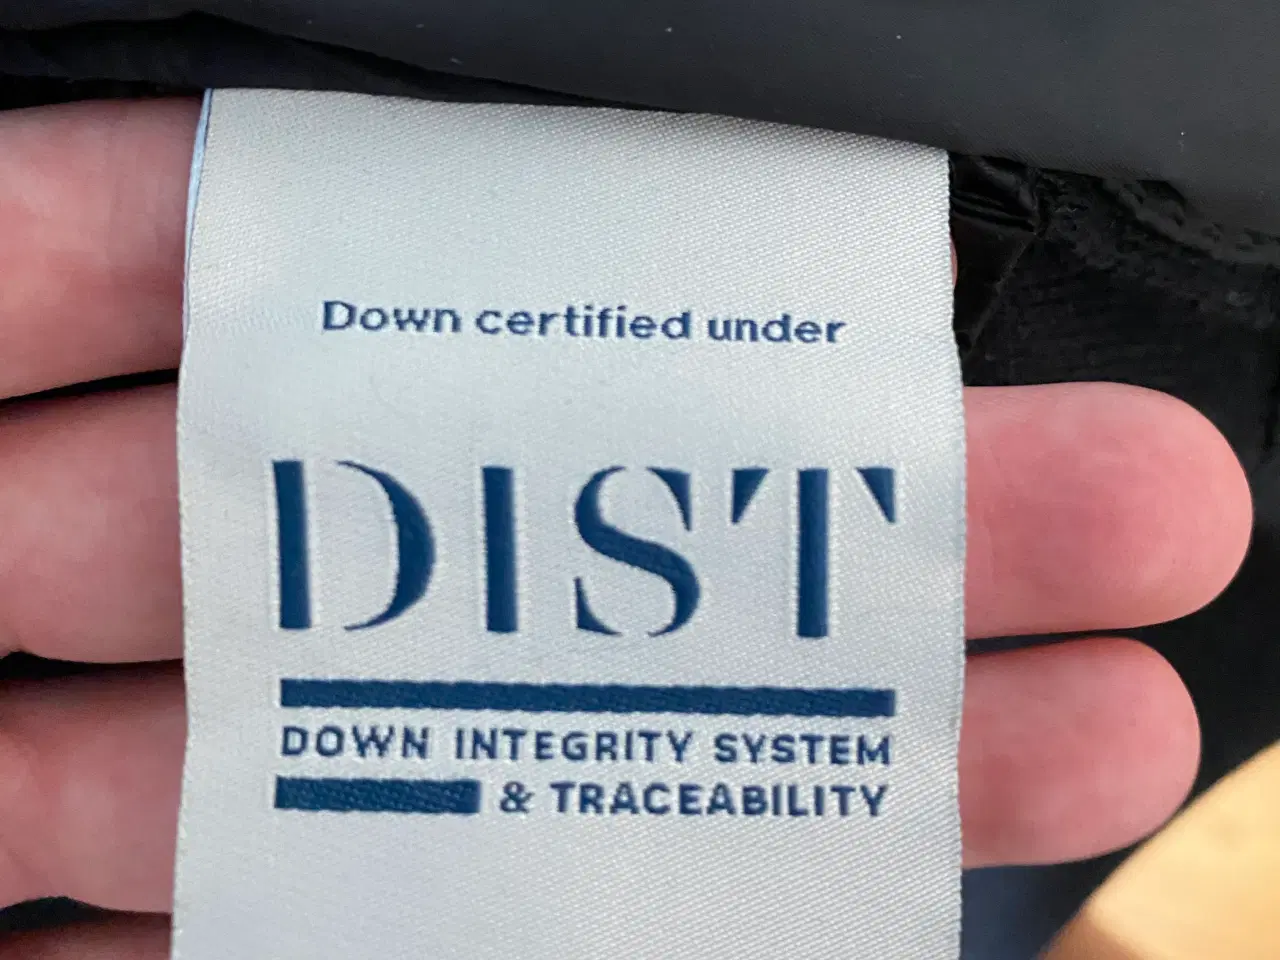 Down certified under
DIST
DOWN INTEGRITY SYSTEM
& TRACEABILITY